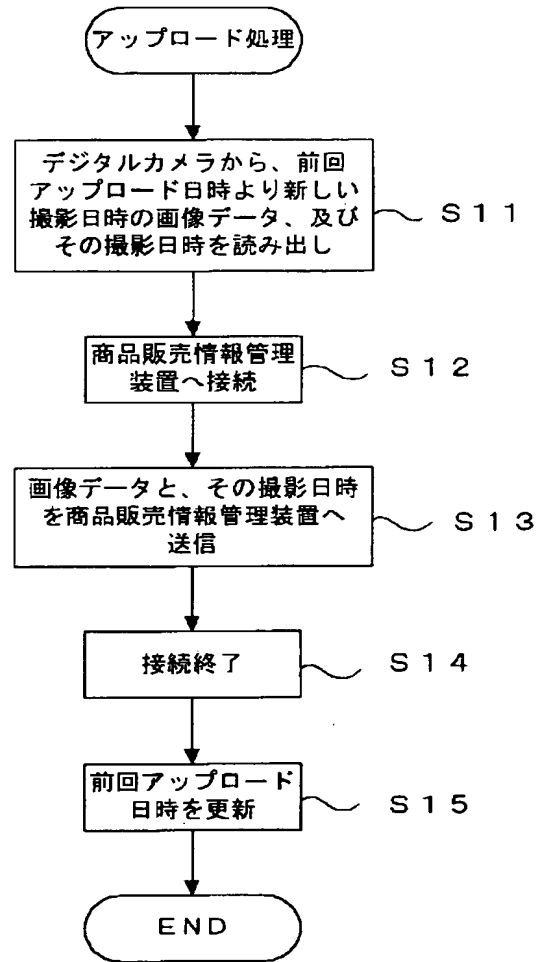 アップロード処理
デジタルカメラから、前回
アップロード日時より新しい
撮影日時の画像データ、及び
その撮影日時を読み出し
S11
商品販売情報管理
装置へ接続
S12
画像データと、その撮影日時
を商品販売情報管理装置へ
送信
S13
接続終了
S14
前回アップロード
日時を更新
S15
END